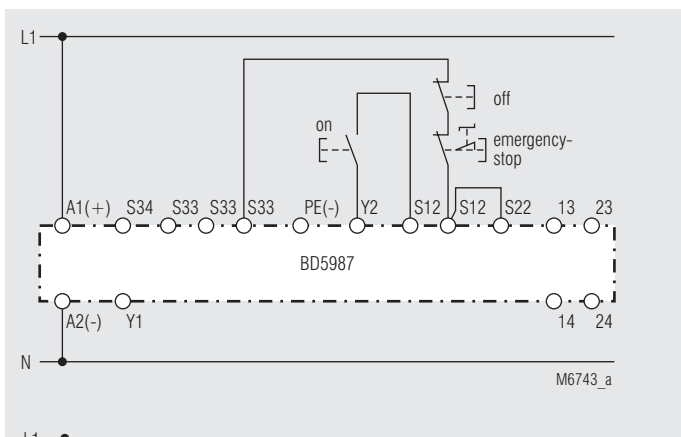 L1
off
on
emergency-
stop
A1(+) S34 S33 S33 S33 PE(-) Y2 S12 S12 S22 13 23
BD5987
A2(-) Y1 14 24
N
M6743_a
L1